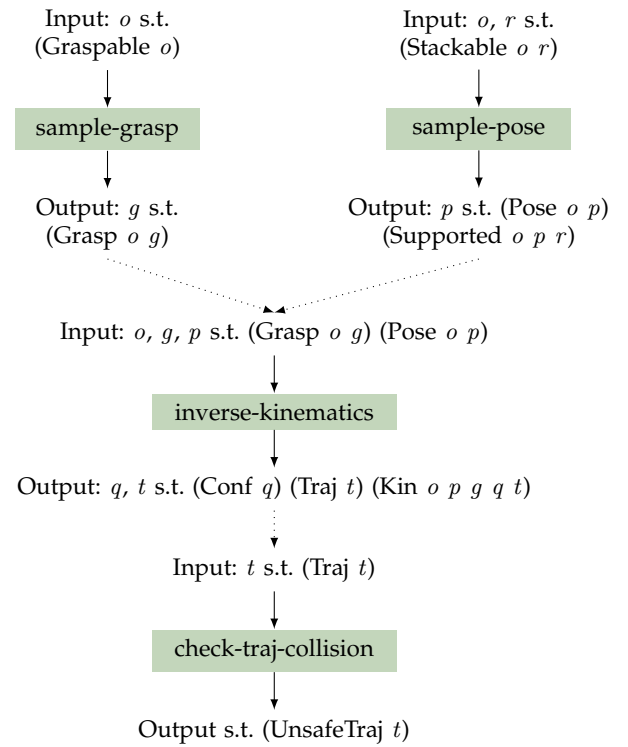 Input: o s.t.
(Graspable o)
sample-grasp
Output: g s.t.
(Grasp o g)
Input: o, r s.t.
(Stackable o r)
sample-pose
Output: p s.t. (Pose o p)
(Supported o p r)
Input: o, g, p s.t. (Grasp o g) (Pose o p)
inverse-kinematics
Output: q, t s.t. (Conf q) (Traj t) (Kin o p g q t)
Input: t s.t. (Traj t)
check-traj-collision
Output s.t. (UnsafeTraj t)